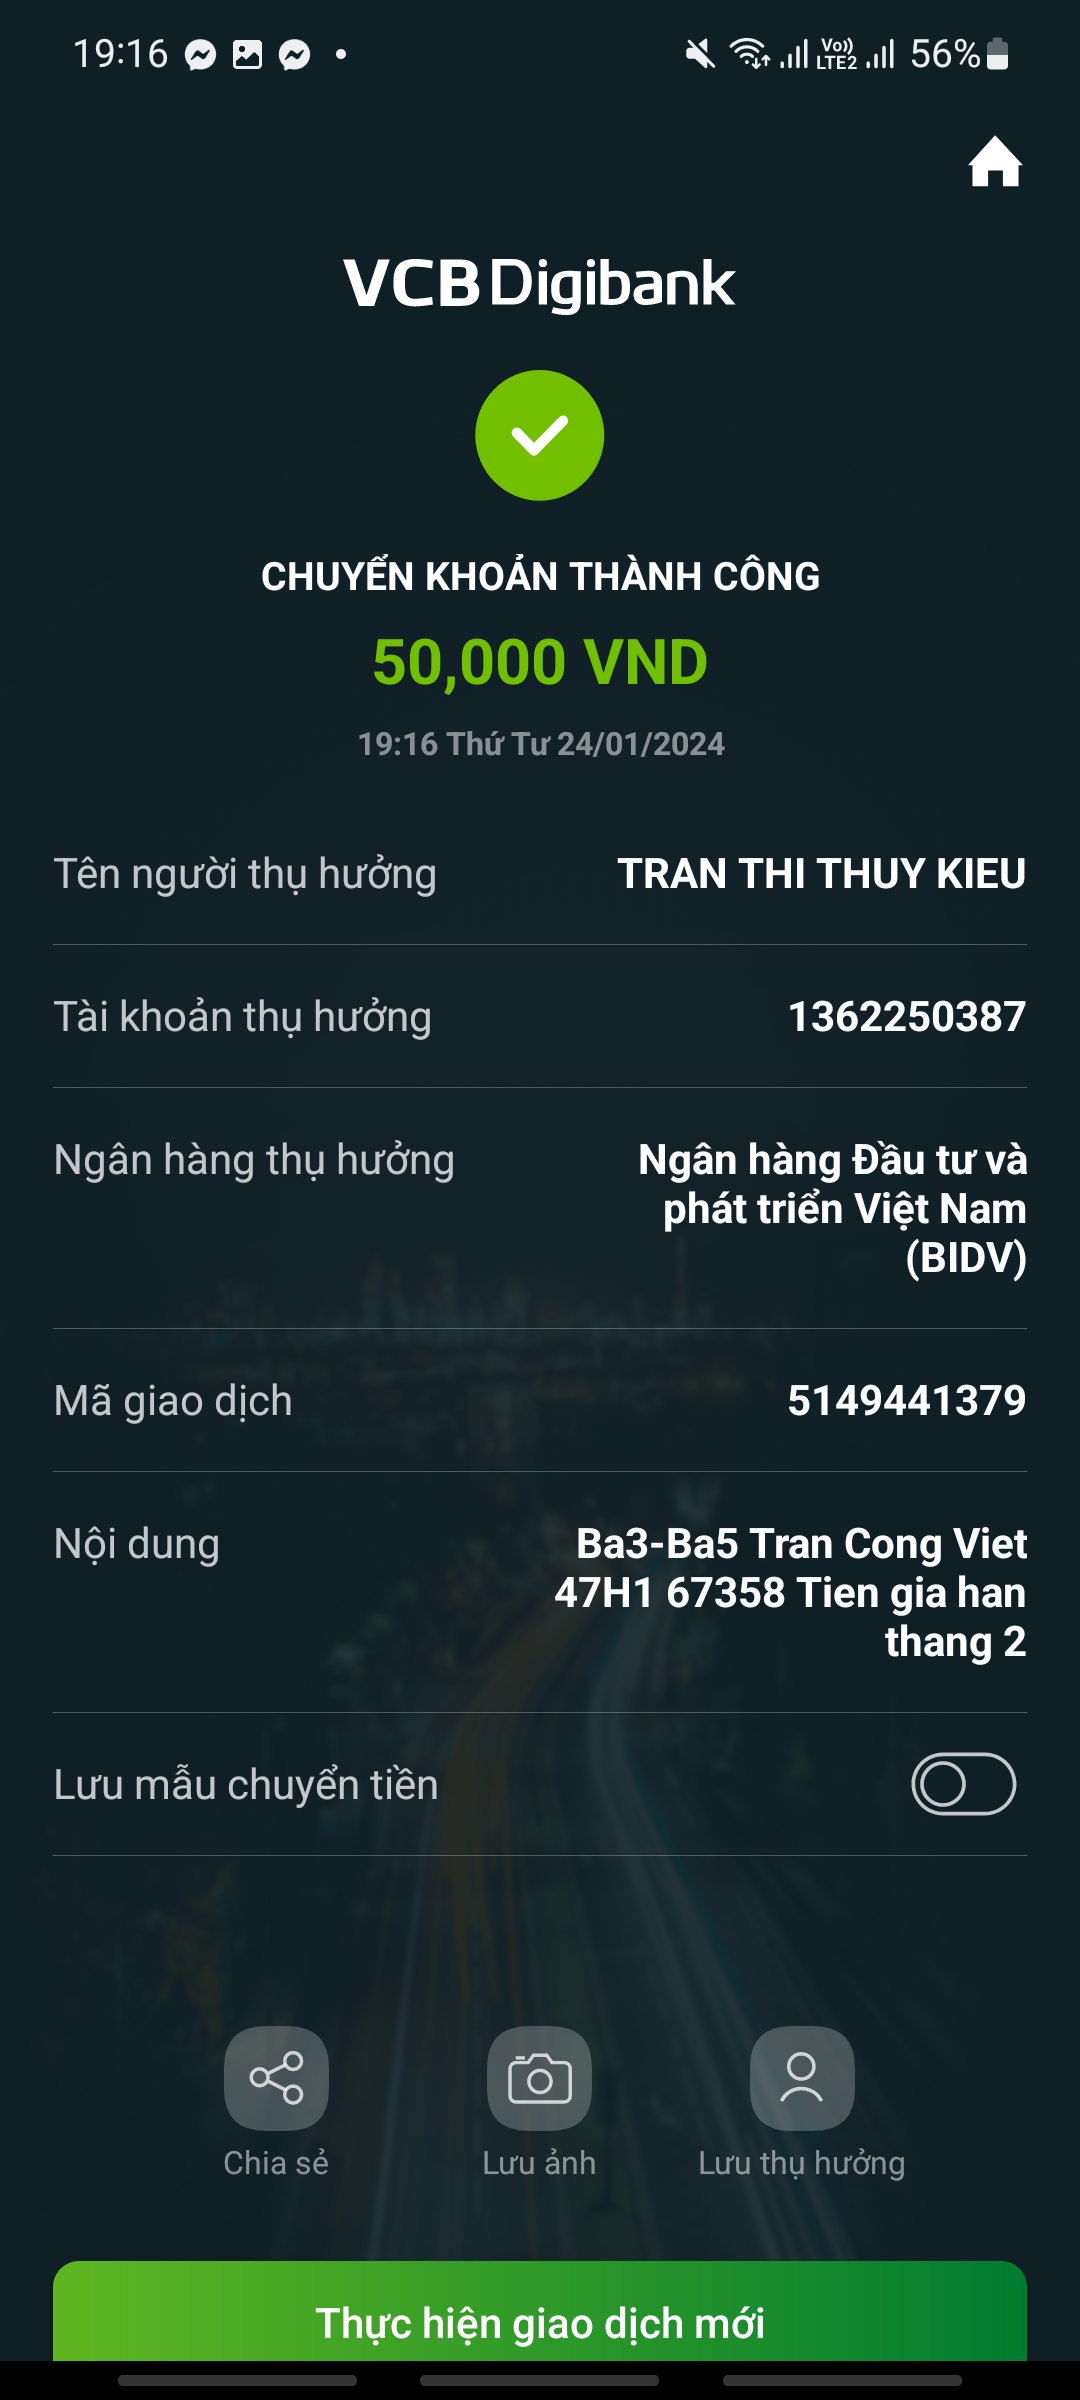 19:16
Vo)) LTE2 56%
VCB Digibank
CHUYỂN KHOẢN THÀNH CÔNG
50,000 VND
19:16 Thứ Tư 24/01/2024
Tên người thụ hưởng TRAN THI THUY KIEU
Tài khoản thụ hưởng 1362250387
Ngân hàng thụ hưởng Ngân hàng Đầu tư và
phát triển Việt Nam
(BIDV)
Mã giao dịch 5149441379
Nội dung Ba3-Ba5 Tran Cong Viet
47H1 67358 Tien gia han
thang 2
Lưu mẫu chuyển tiền
Chia sẻ Lưu ảnh Lưu thụ hưởng
Thực hiện giao dịch mới